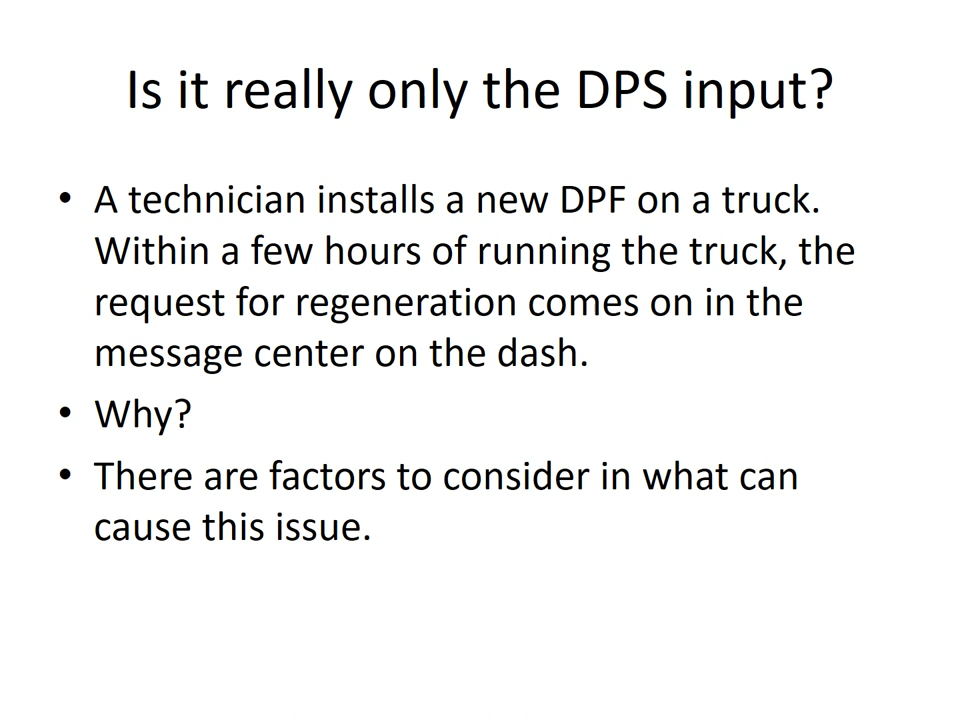 Is it really only the DPS input?
• A technician installs a new DPF on a truck.
Within a few hours of running the truck, the
request for regeneration comes on in the
message center on the dash.
• Why?
• There are factors to consider in what can
cause this issue.